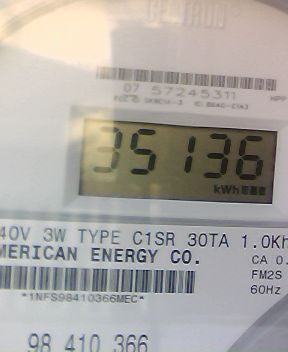 CENTRON®
07 57245311
35136
kWh
40V 3W TYPE C1SR 30TA 1.0Kh
MERICAN ENERGY CO.
CA 0.
FM2S
60Hz
*1NFS98410366MEC*
98 410 366